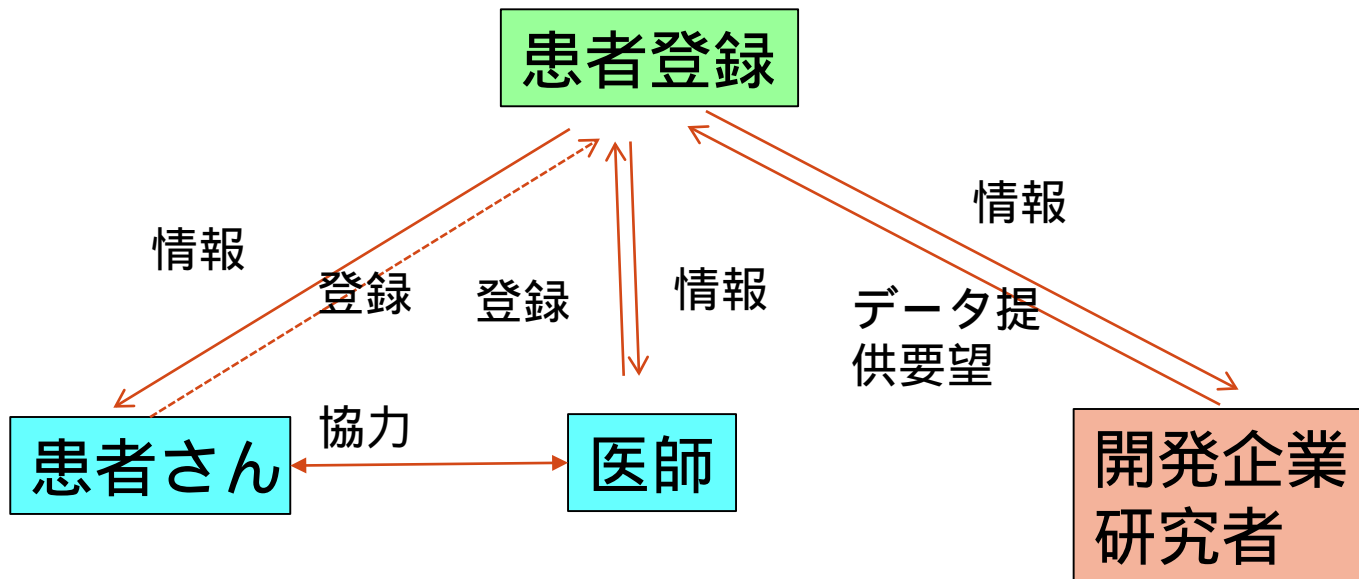 患者登録
情報
情報
登録
登録
情報
データ提
供要望
協力
患者さん
医師
開発企業
研究者